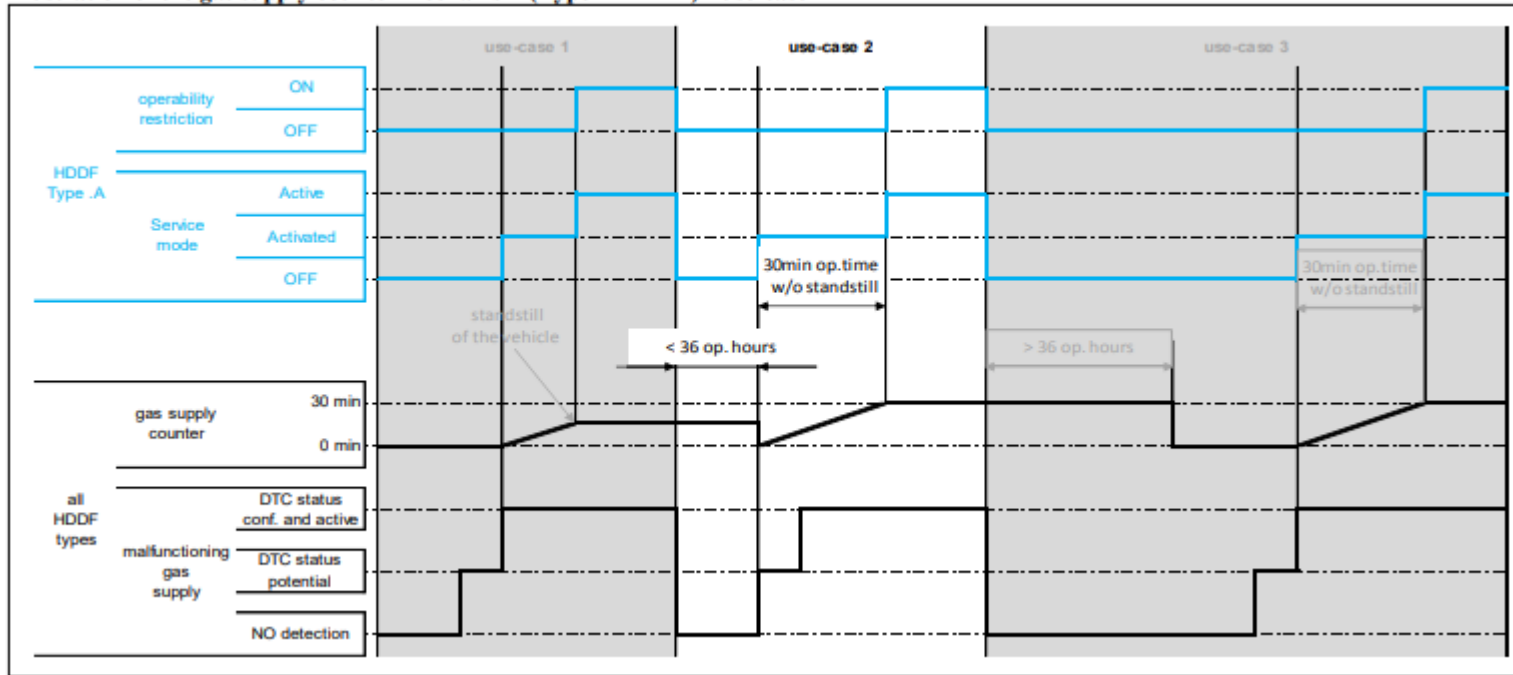 use-case 1
use-case 2
use-case 3
HDDF
Type .A
operability
restriction
ON
OFF
Service
mode
Active
Activated
OFF
30min op.time
w/o standstill
30min op.time
w/o standstill
standstill
of the vehicle
< 36 op. hours
> 36 op. hours
gas supply
counter
30 min
0 min
all
HDDF
types
malfunctioning
gas
supply
DTC status
conf. and active
DTC status
potential
NO detection